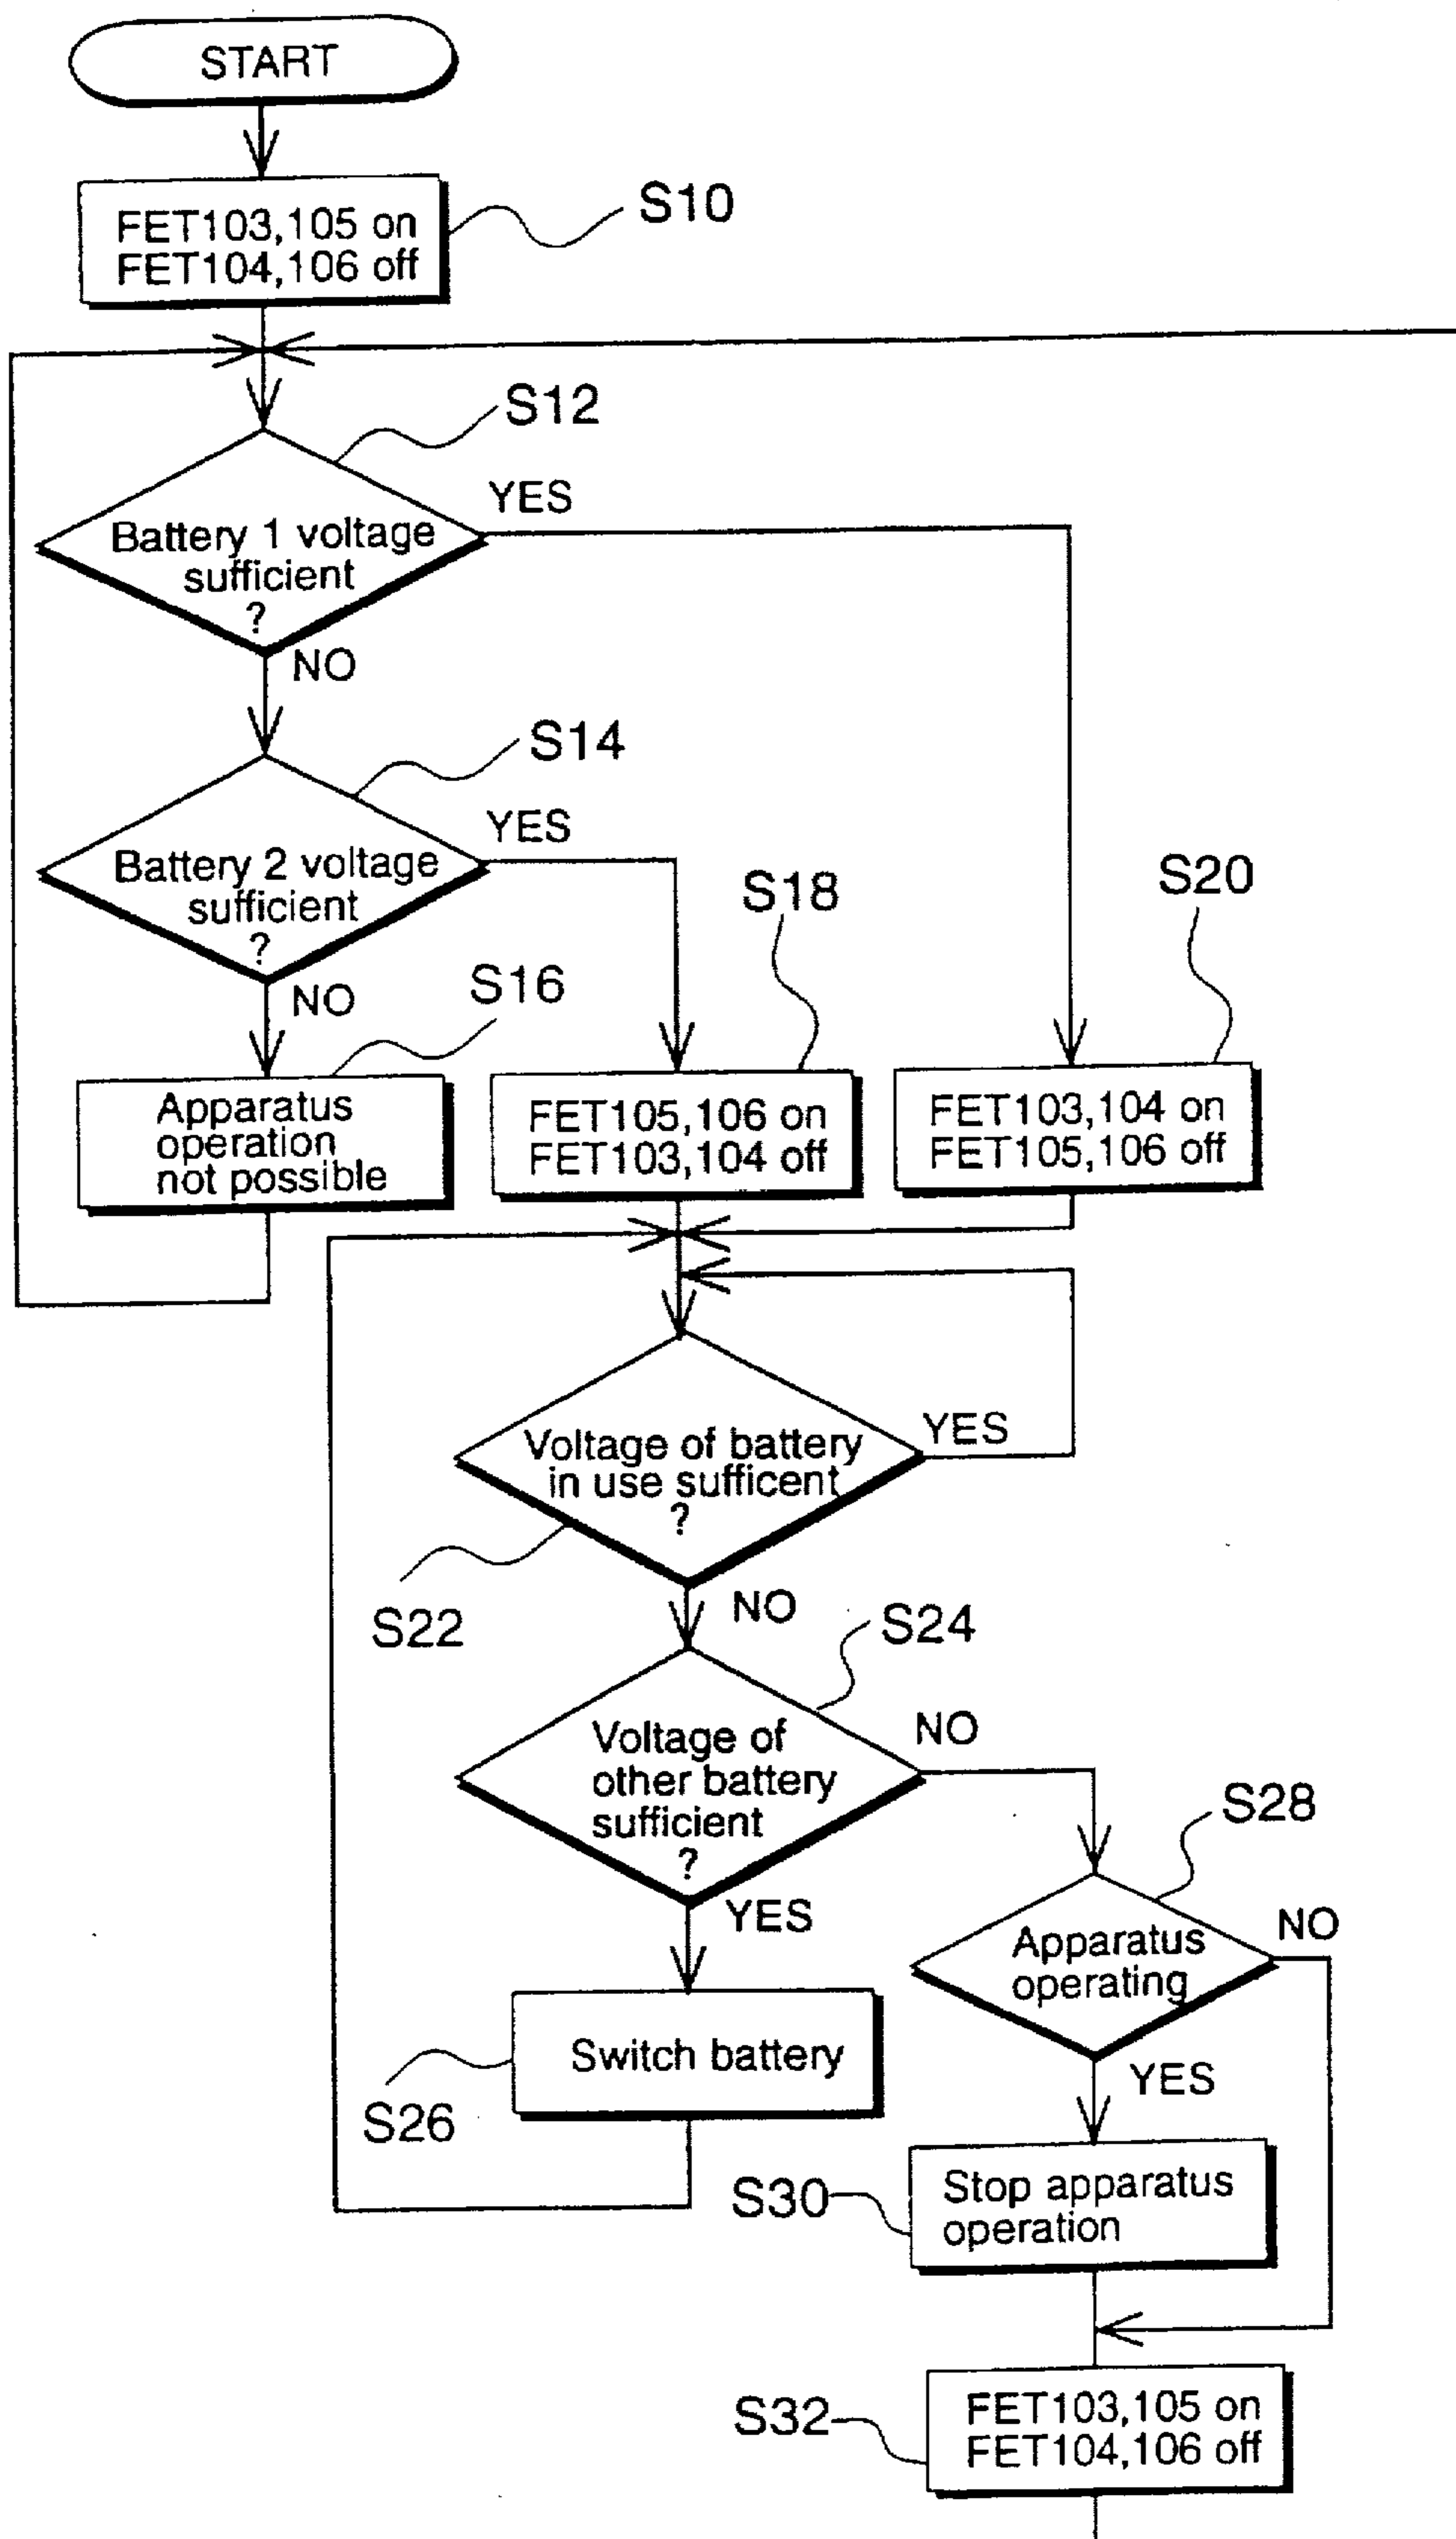 START
FET103,105 on
FET104,106 off
S10
S12
YES
Battery 1 voltage
sufficient
?
NO
S14
YES
Battery 2 voltage
sufficient
?
NO
S16
Apparatus
operation
not possible
S18
FET105,106 on
FET103,104 off
S20
FET103,104 on
FET105,106 off
Voltage of battery
in use sufficent
?
YES
S22
NO
S24
Voltage of
other battery
sufficient
?
NO
YES
S28
Apparatus
operating
NO
Switch battery
S26
YES
S30
Stop apparatus
operation
S32
FET103,105 on
FET104,106 off